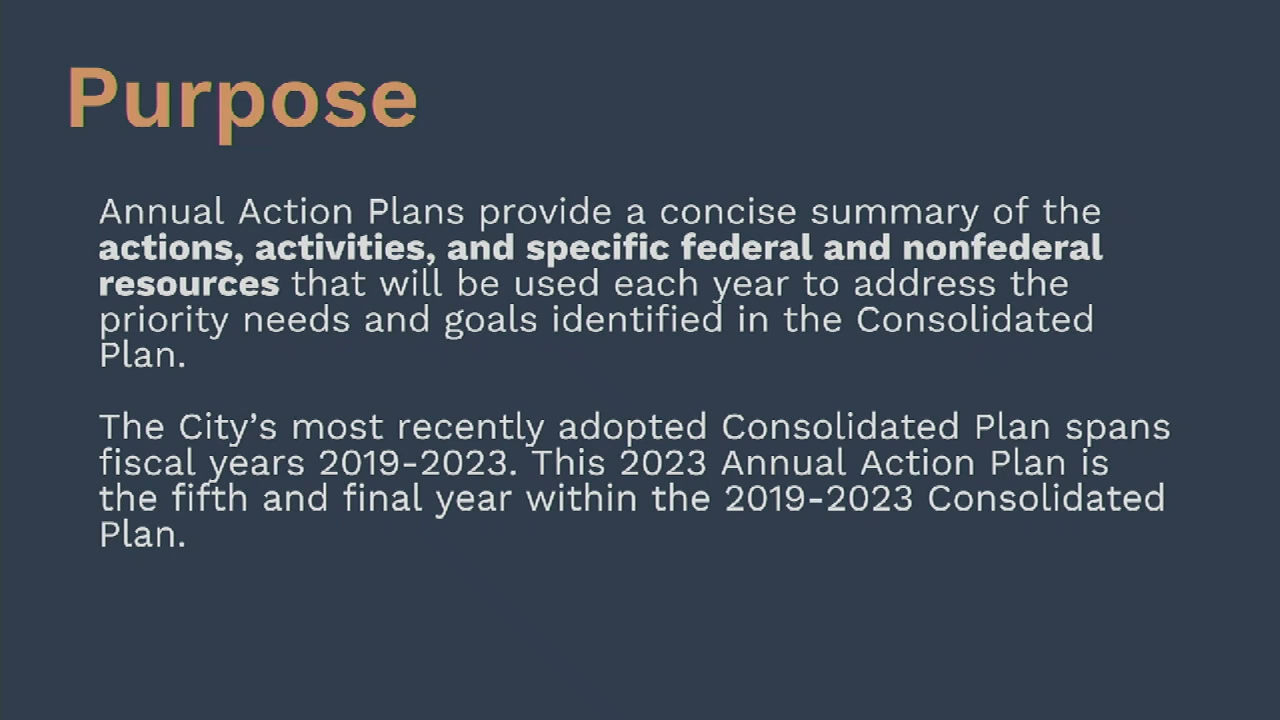 Purpose
Annual Action Plans provide a concise summary of the
actions, activities, and specific federal and nonfederal
resources that will be used each year to address the
priority needs and goals identified in the Consolidated
Plan.
The City’s most recently adopted Consolidated Plan spans
fiscal years 2019-2023. This 2023 Annual Action Plan is
the fifth and final year within the 2019-2023 Consolidated
Plan.